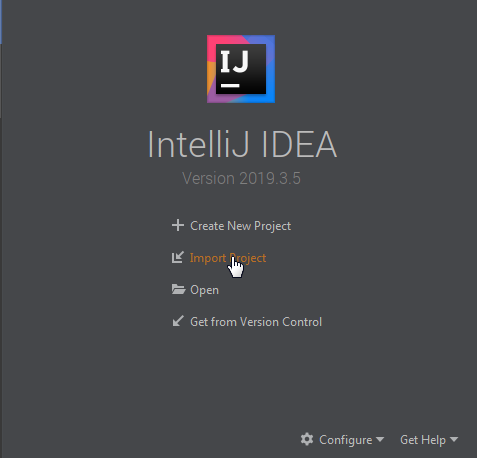 IJ
IntelliJ IDEA
Version 2019.3.5
Create New Project
Import Project
Open
Get from Version Control
Configure Get Help